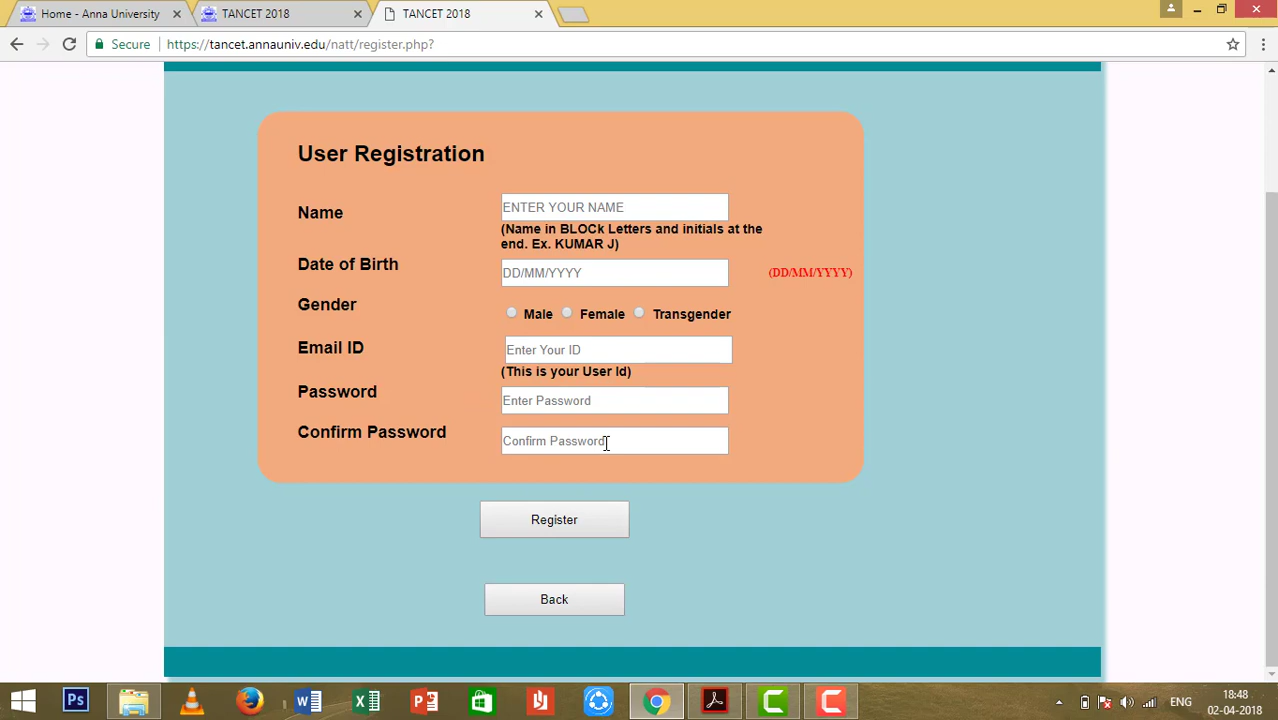 Home - Anna University
TANCET 2018
TANCET 2018
Secure https://tancet.annauniv.edu/natt/register.php?
User Registration
Name
ENTER YOUR NAME
(Name in BLOCk Letters and initials at the
end. Ex. KUMAR J)
Date of Birth
DD/MM/YYYY
(DD/MM/YYYY)
Gender
Male Female Transgender
Email ID
Enter Your ID
(This is your User Id)
Password
Enter Password
Confirm Password
Confirm Password
Register
Back
Ps
ENG
18:48
02-04-2018